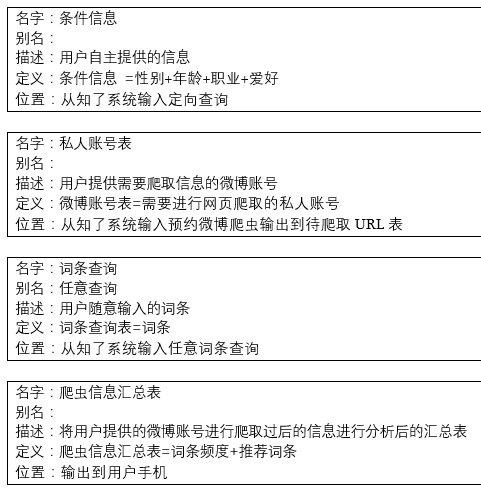 名字：条件信息
别名：
描述：用户自主提供的信息
定义：条件信息 =性别+年龄+职业+爱好
位置：从知了系统输入定向查询
名字：私人账号表
别名：
描述：用户提供需要爬取信息的微博账号
定义：微博账号表=需要进行网页爬取的私人账号
位置：从知了系统输入预约微博爬虫输出到待爬取 URL 表
名字：词条查询
别名：任意查询
描述：用户随意输入的词条
定义：词条查询表=词条
位置：从知了系统输入任意词条查询
名字：爬虫信息汇总表
别名：
描述：将用户提供的微博账号进行爬取过后的信息进行分析后的汇总表
定义：爬虫信息汇总表=词条频度+推荐词条
位置：输出到用户手机